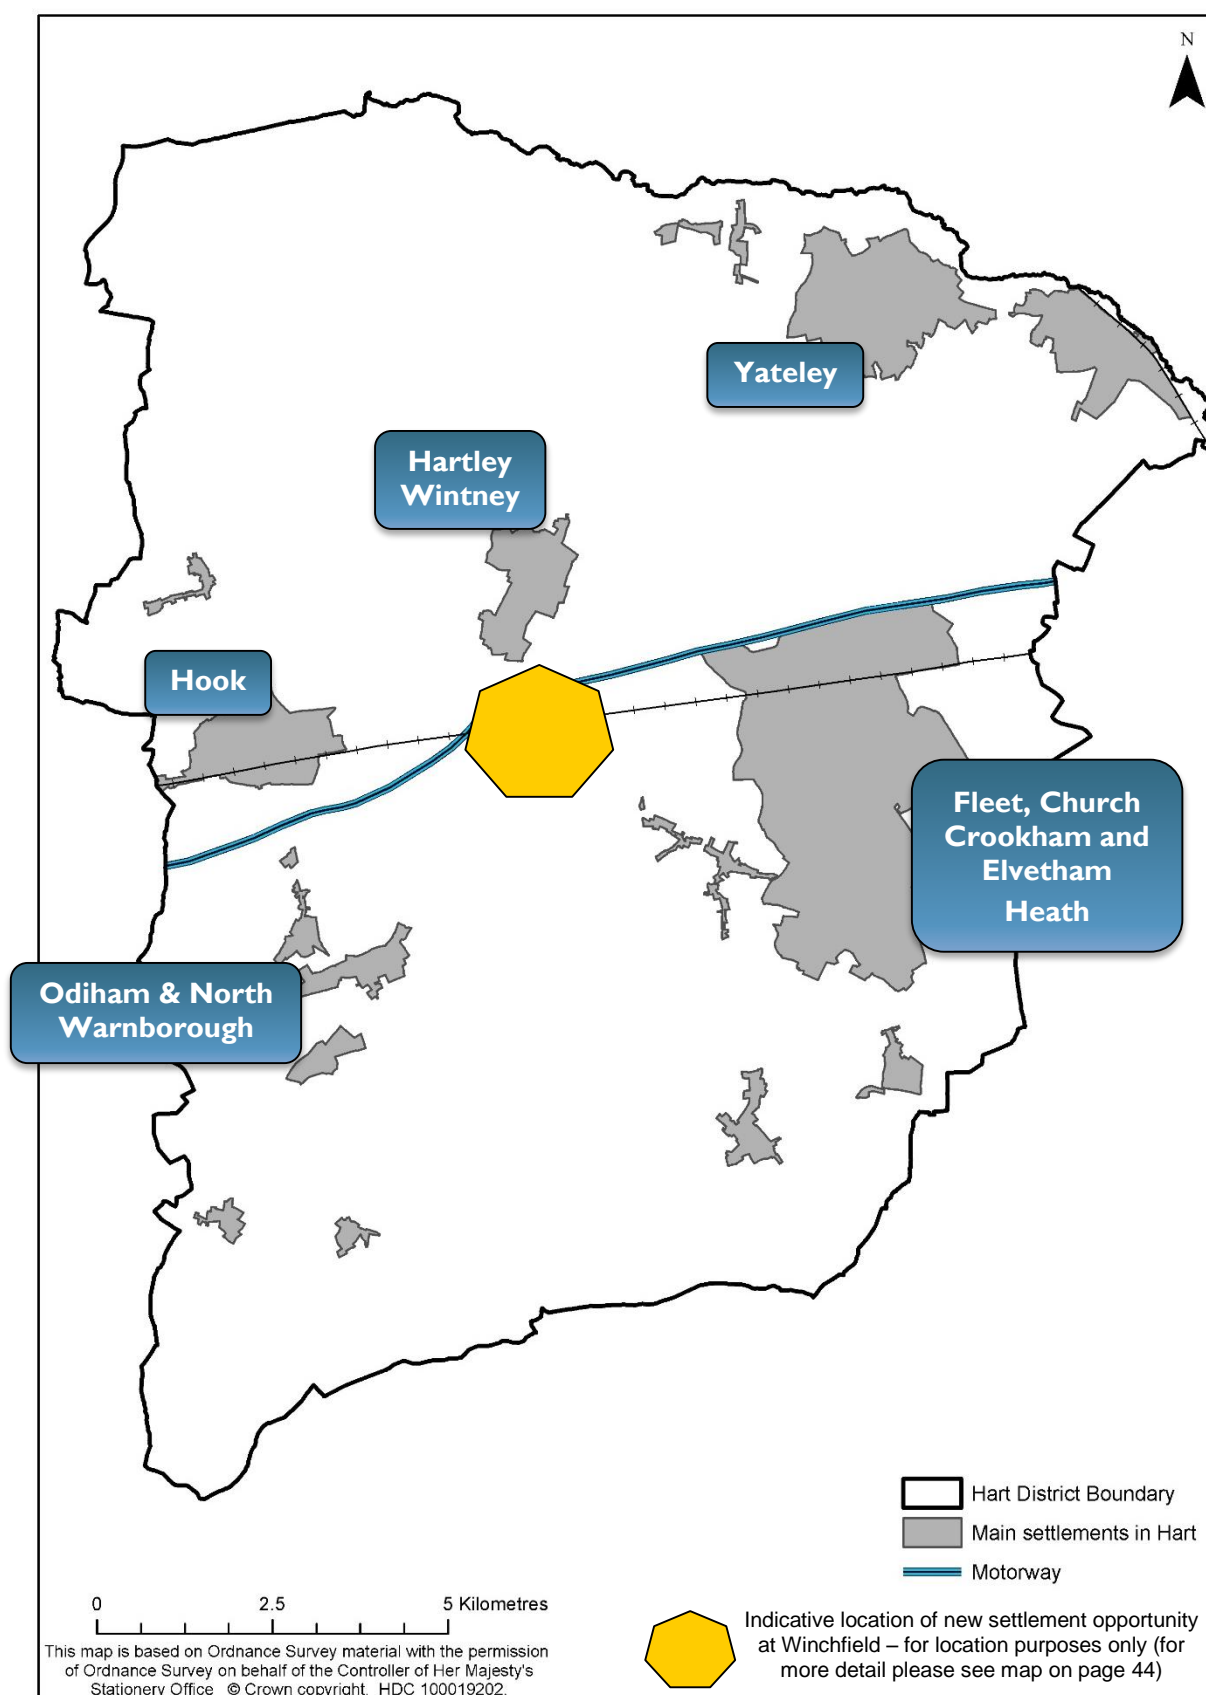 N
Yateley
Hartley
Wintney
Hook
Fleet, Church
Crookham and
Elvetham
Heath
Odiham & North
Warnborough
Hart District Boundary
Main settlements in Hart
Motorway
0 2.5 5 Kilometres
This map is based on Ordnance Survey material with the permission
of Ordnance Survey on behalf of the Controller of Her Majesty's
Stationery Office © Crown copyright. HDC 100019202.
Indicative location of new settlement opportunity
at Winchfield – for location purposes only (for
more detail please see map on page 44)